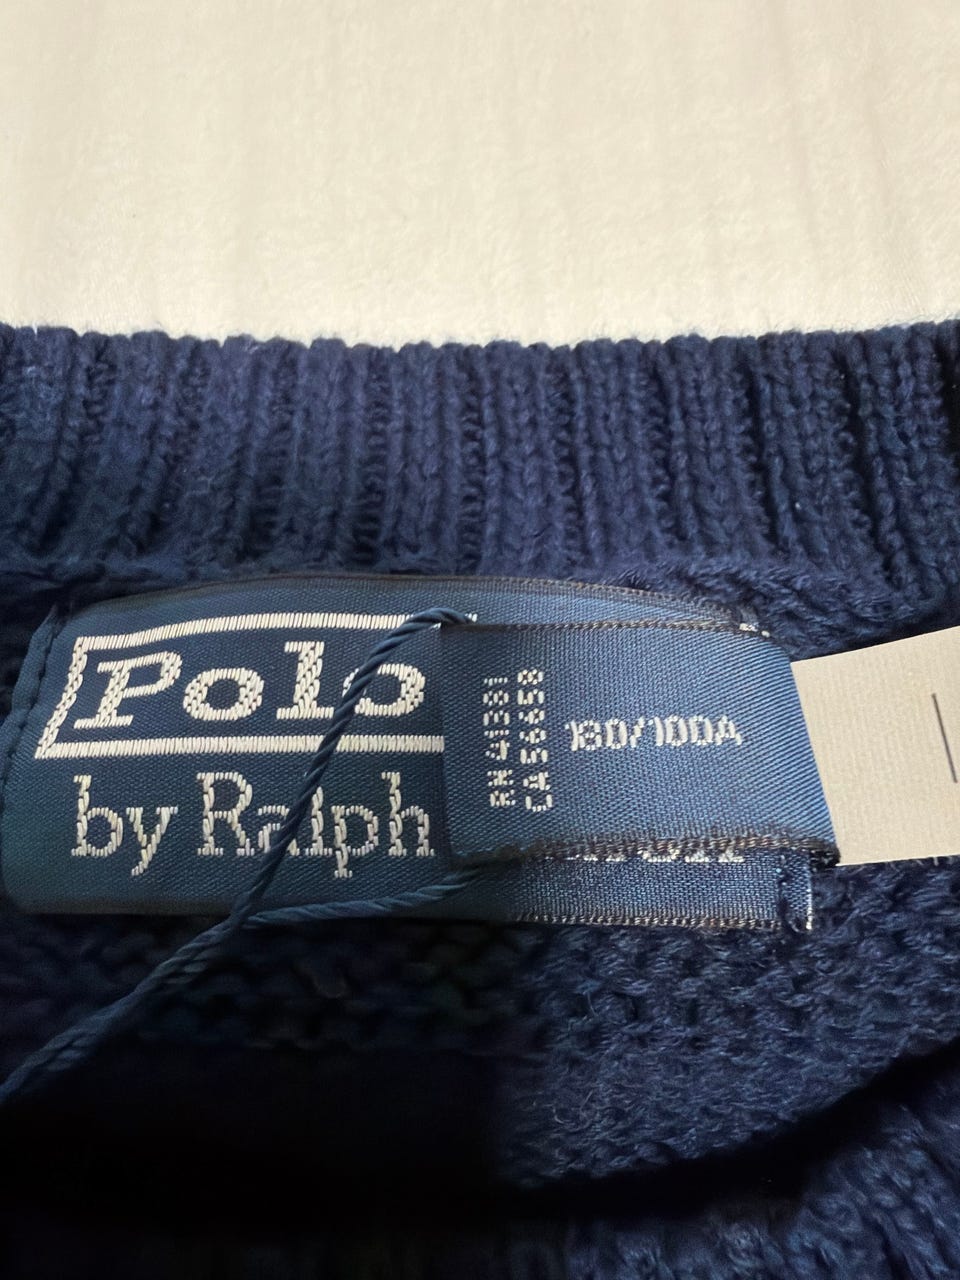 Polo
by Ralph
RN 41381
CA 56658
180/100A